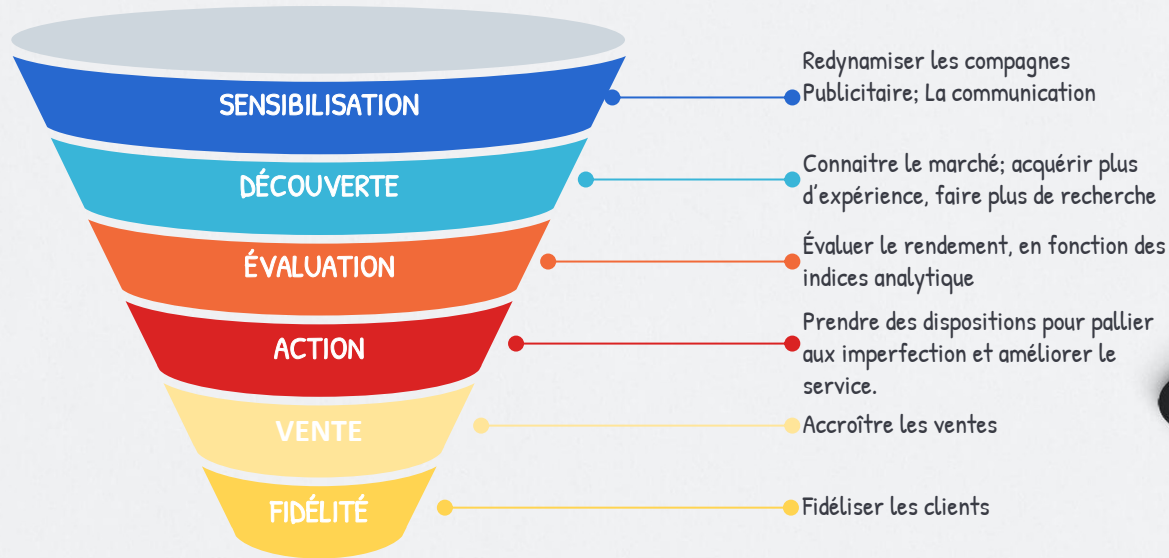 SENSIBILISATION
Redynamiser les compagnes
Publicitaire; La communication
DÉCOUVERTE
Connaitre le marché; acquérir plus
d'expérience, faire plus de recherche
ÉVALUATION
Évaluer le rendement, en fonction des
indices analytique
ACTION
Prendre des dispositions pour pallier
aux imperfection et améliorer le
service.
VENTE
Accroître les ventes
FIDÉLITÉ
Fidéliser les clients